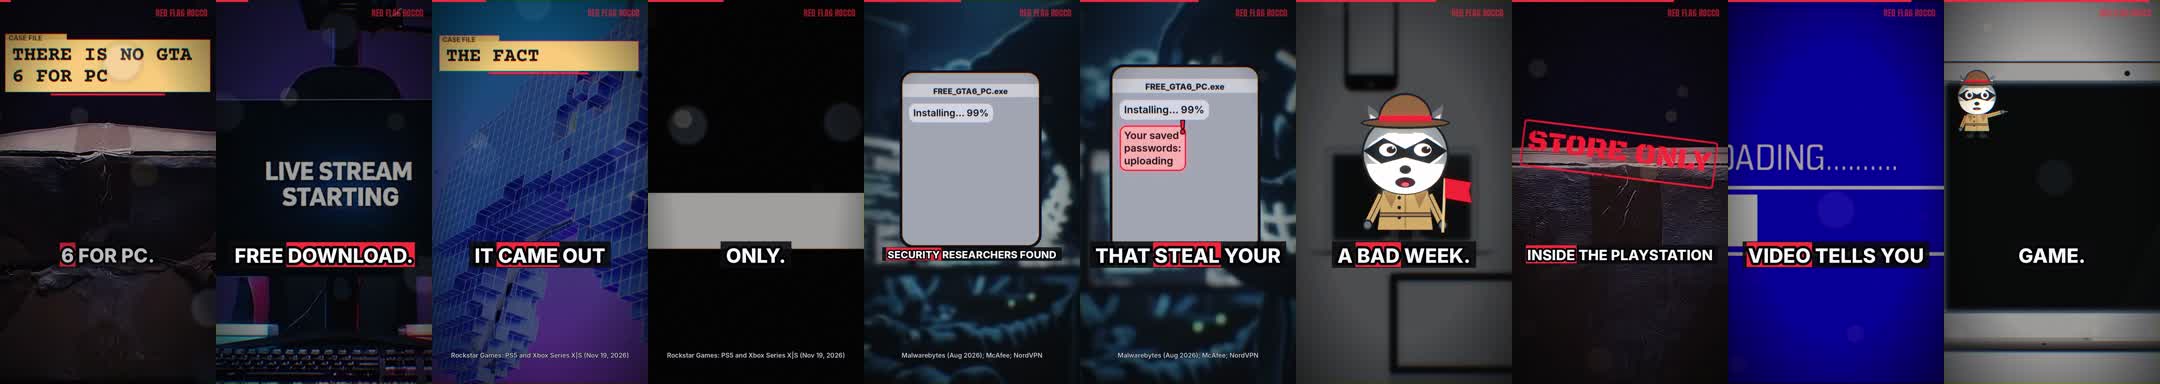 RED FLAG ROCCO
CASE FILE
THERE IS NO GTA
6 FOR PC
6 FOR PC.
RED FLAG ROCCO
LIVE STREAM
STARTING
FREE DOWNLOAD.
RED FLAG ROCCO
CASE FILE
THE FACT
IT CAME OUT
Rockstar Games: PS5 and Xbox Series X|S (Nov 19, 2026)
RED FLAG ROCCO
ONLY.
Rockstar Games: PS5 and Xbox Series X|S (Nov 19, 2026)
RED FLAG ROCCO
FREE_GTA6_PC.exe
Installing... 99%
SECURITY RESEARCHERS FOUND
Malwarebytes (Aug 2026); McAfee; NordVPN
RED FLAG ROCCO
FREE_GTA6_PC.exe
Installing... 99%
Your saved
passwords:
uploading
!
THAT STEAL YOUR
Malwarebytes (Aug 2026); McAfee; NordVPN
RED FLAG ROCCO
A BAD WEEK.
RED FLAG ROCCO
STORE ONLY
INSIDE THE PLAYSTATION
RED FLAG ROCCO
OADING..........
VIDEO TELLS YOU
RED FLAG ROCCO
GAME.